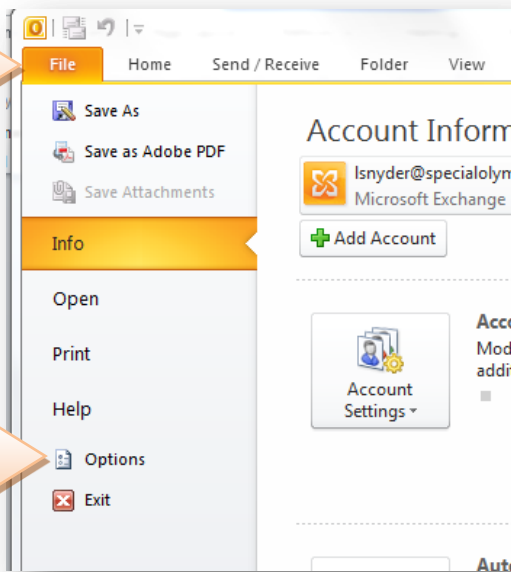 File Home Send / Receive Folder View
Save As
Save as Adobe PDF
Save Attachments
Info
Open
Print
Help
Options
Exit
Account Inform
lsnyder@specialolym
Microsoft Exchange
Add Account
Account
Settings
Acco
Mod
addi
Auto